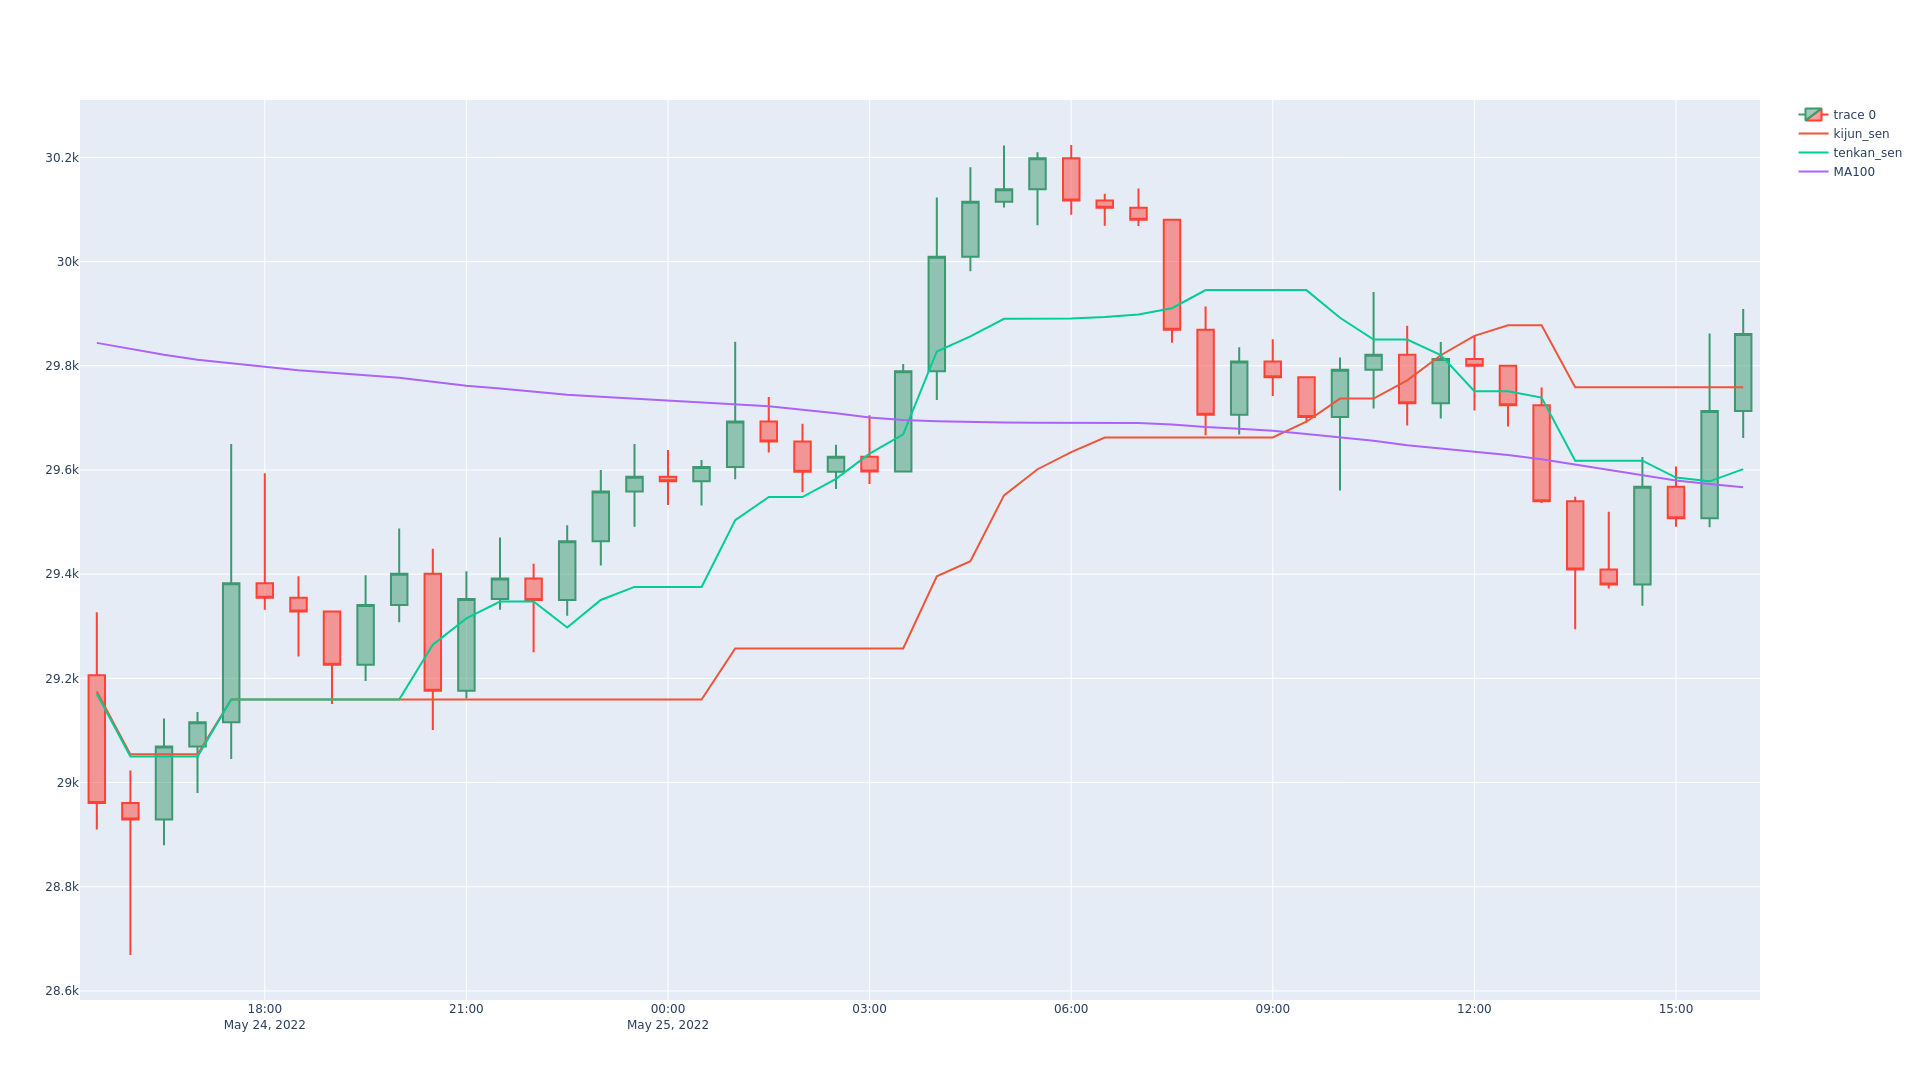 trace 0
kijun_sen
tenkan_sen
MA100
30.2k
30k
29.8k
29.6k
29.4k
29.2k
29k
28.8k
28.6k
18:00 21:00 00:00 03:00 06:00 09:00 12:00 15:00
May 24, 2022 May 25, 2022